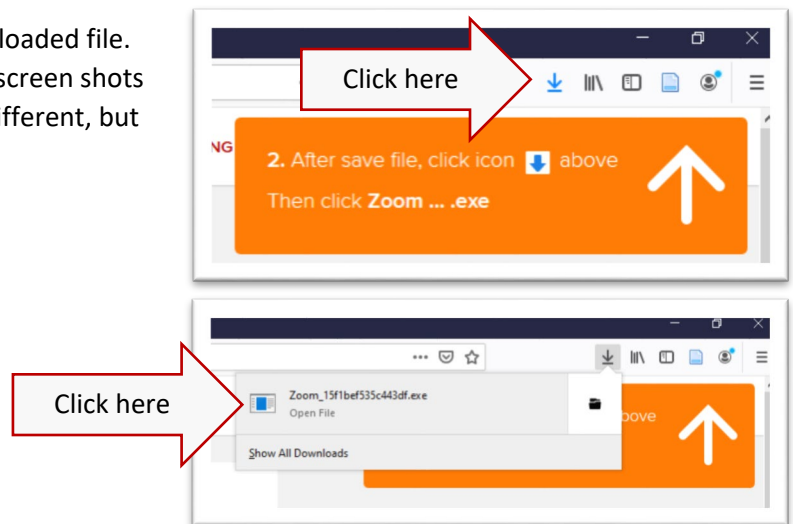 loaded file.
screen shots
ifferent, but
Click here
NG
2. After save file, click icon above
Then click Zoom ... .exe
Click here
Zoom_15f1bef535c443df.exe
Open File
bove
Show All Downloads